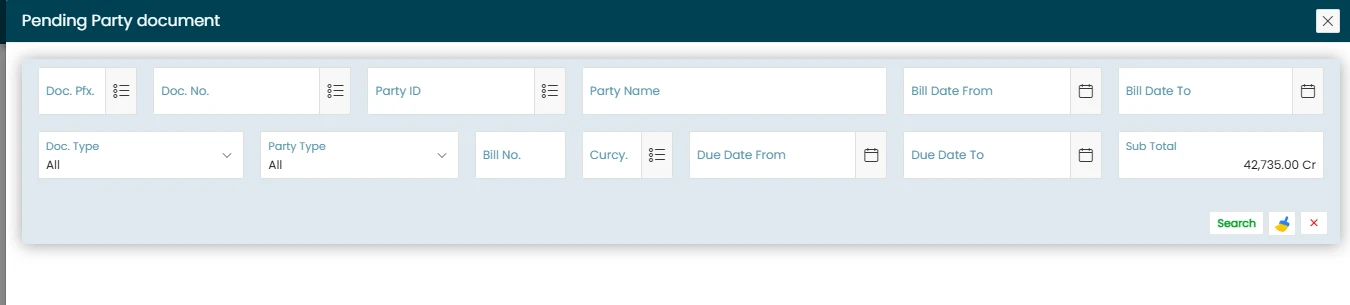 Pending Party document
Doc. Pfx.
Doc. No.
Party ID
Party Name
Bill Date From
Bill Date To
Doc. Type
All
Party Type
All
Bill No.
Curcy.
Due Date From
Due Date To
Sub Total
42,735.00 Cr
Search